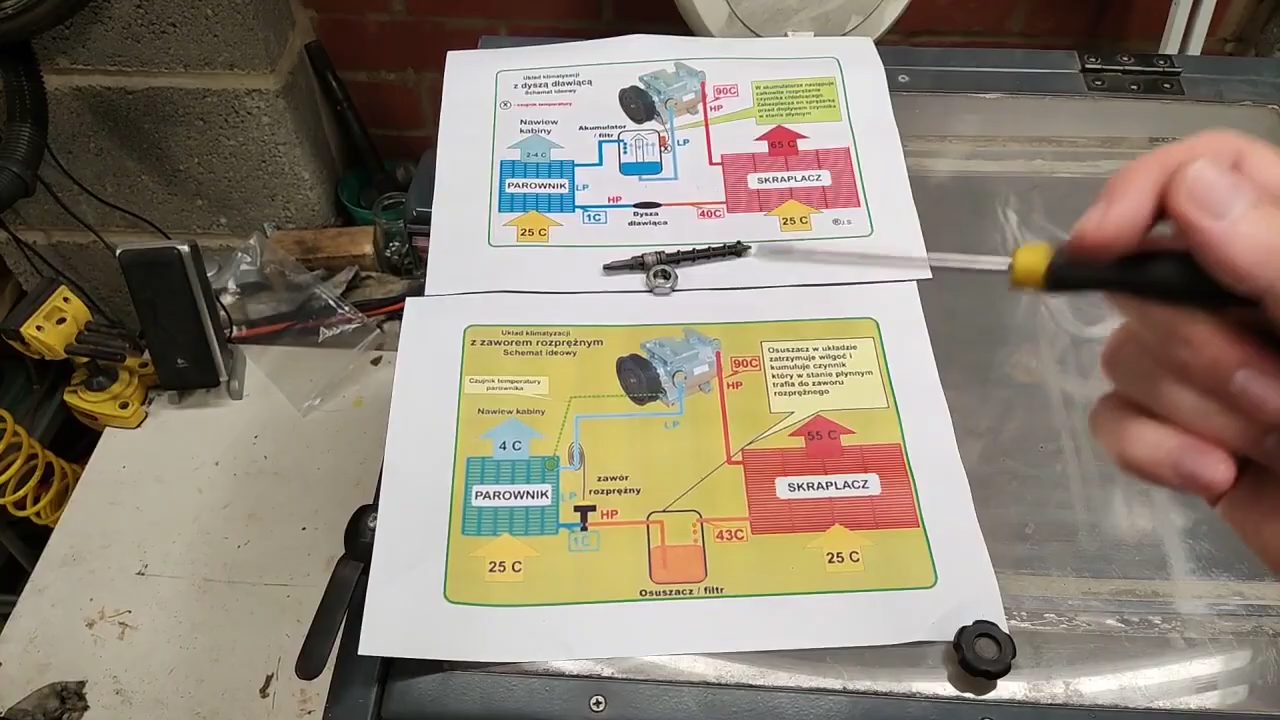 Układ klimatyzacji
z dyszą dławiącą
Schemat ideowy
X - czujnik temperatury
Nawiew
kabiny
2-4 C
PAROWNIK
25 C
Akumulator
/ filtr
LP
LP
HP
1C
Dysza
dławiąca
40C
90C
HP
W akumulatorze następuje
całkowite rozprężenie
czynnika chłodzącego.
Zabezpiecza on sprężarkę
przed dopływem czynnika
w stanie płynnym
65 C
SKRAPLACZ
25 C
®J.S
Układ klimatyzacji
z zaworem rozprężnym
Schemat ideowy
Czujnik temperatury
parownika
Nawiew kabiny
4 C
PAROWNIK
25 C
LP
LP
zawór
rozprężny
HP
1C
90C
HP
Osuszacz w układzie
zatrzymuje wilgoć i
kumuluje czynnik
który w stanie płynnym
trafia do zaworu
rozprężnego
55 C
SKRAPLACZ
43C
25 C
Osuszacz / filtr